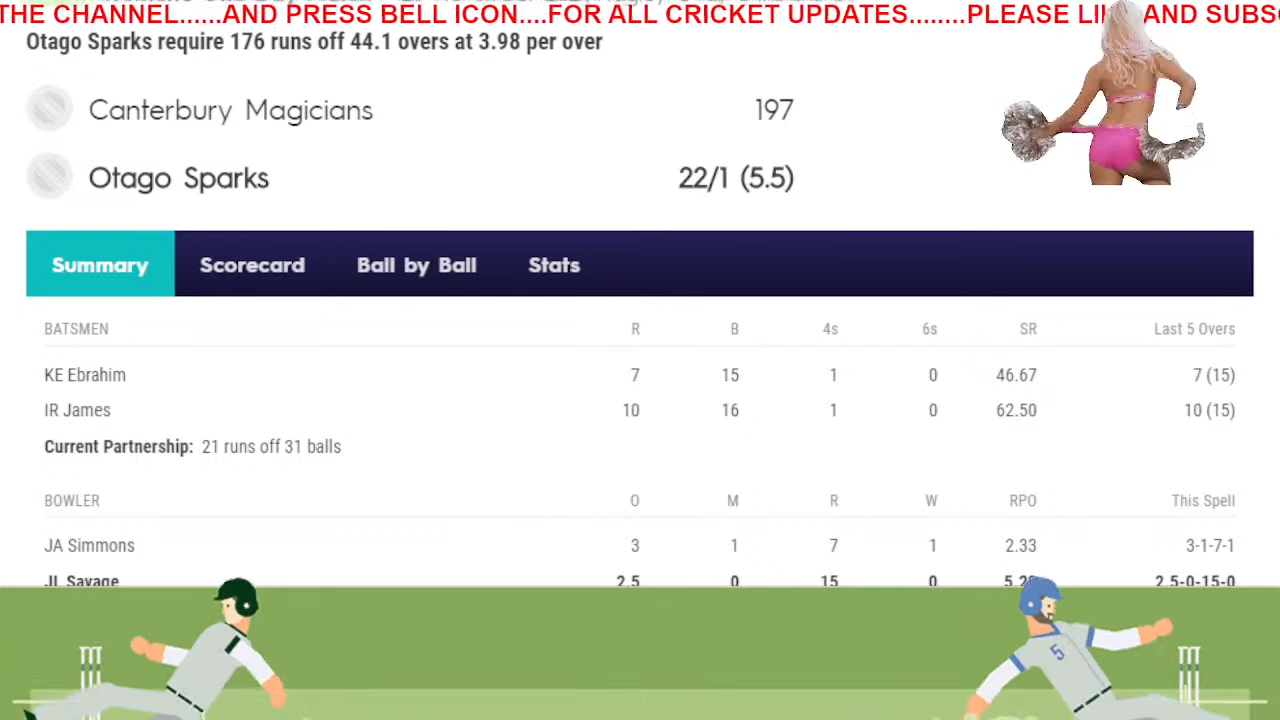 THE CHANNEL......AND PRESS BELL ICON....FOR ALL CRICKET UPDATES........PLEASE LI AND SUBS
Otago Sparks require 176 runs off 44.1 overs at 3.98 per over
Canterbury Magicians 197
Otago Sparks 22/1 (5.5)
Summary Scorecard Ball by Ball Stats
BATSMEN R B 4s 6s SR Last 5 Overs
KE Ebrahim 7 15 1 0 46.67 7 (15)
IR James 10 16 1 0 62.50 10 (15)
Current Partnership: 21 runs off 31 balls
BOWLER O M R W RPO This Spell
JA Simmons 3 1 7 1 2.33 3-1-7-1
JL Savage 2.5 0 15 0 2.5-0-15-0
5